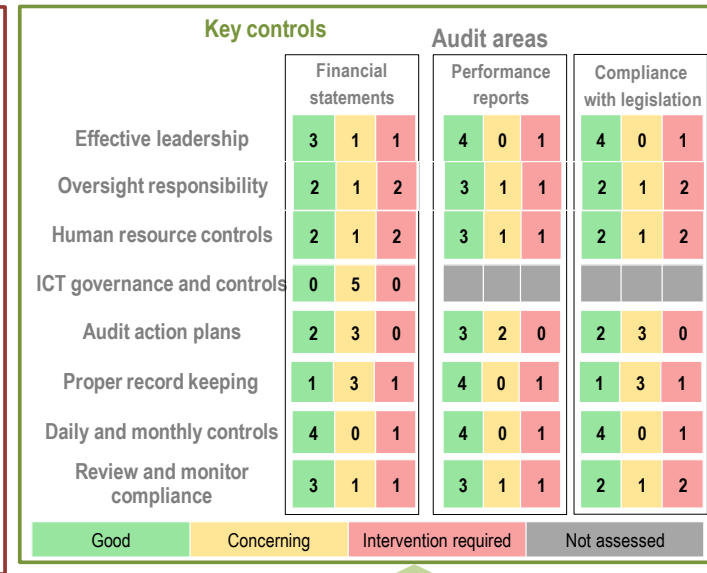 Key controls
Audit areas
Financial statements
Performance reports
Compliance with legislation
Effective leadership 3 1 1 4 0 1 4 0 1
Oversight responsibility 2 1 2 3 1 1 2 1 2
Human resource controls 2 1 2 3 1 1 2 1 2
ICT governance and controls 0 5 0
Audit action plans 2 3 0 3 2 0 2 3 0
Proper record keeping 1 3 1 4 0 1 1 3 1
Daily and monthly controls 4 0 1 4 0 1 4 0 1
Review and monitor compliance 3 1 1 3 1 1 2 1 2
Good Concerning Intervention required Not assessed